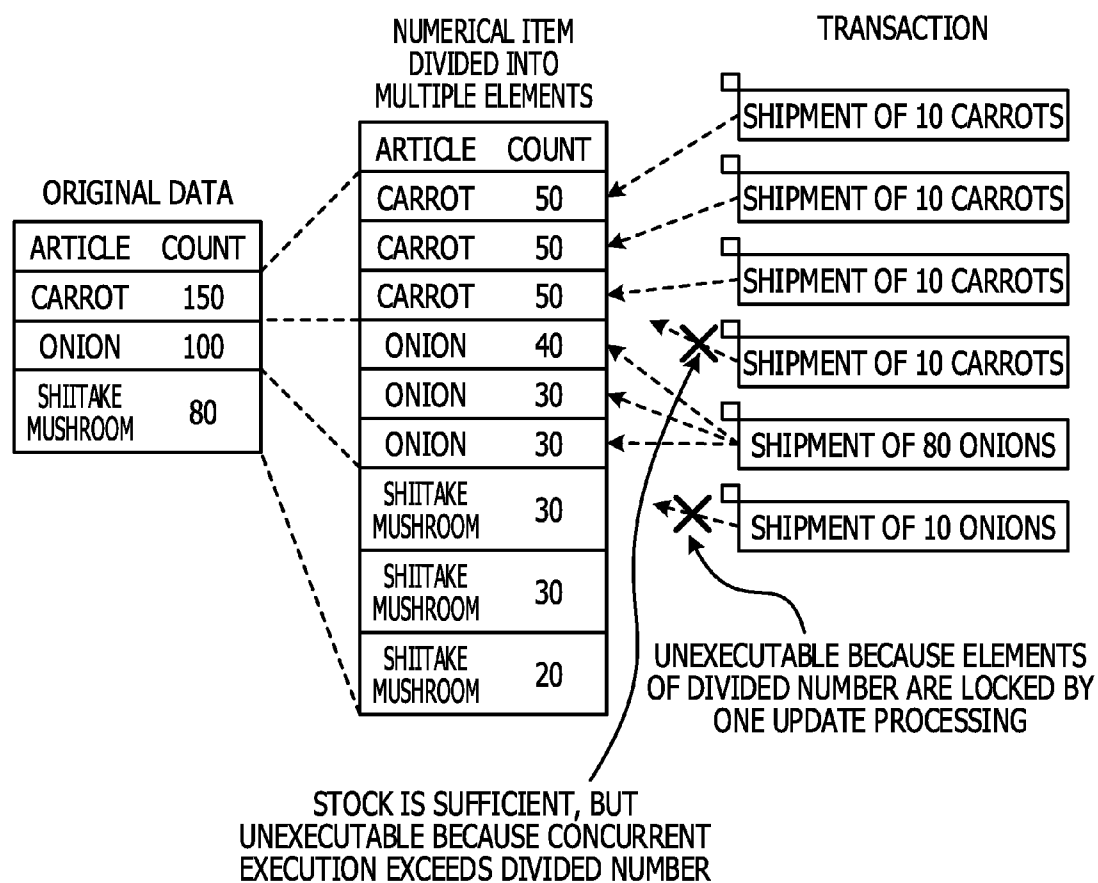 NUMERICAL ITEM
DIVIDED INTO
MULTIPLE ELEMENTS
TRANSACTION
ORIGINAL DATA
ARTICLE COUNT
CARROT 150
ONION 100
SHIITAKE
MUSHROOM 80
ARTICLE COUNT
CARROT 50
CARROT 50
CARROT 50
ONION 40
ONION 30
ONION 30
SHIITAKE
MUSHROOM 30
SHIITAKE
MUSHROOM 30
SHIITAKE
MUSHROOM 20
SHIPMENT OF 10 CARROTS
SHIPMENT OF 10 CARROTS
SHIPMENT OF 10 CARROTS
SHIPMENT OF 10 CARROTS
SHIPMENT OF 80 ONIONS
SHIPMENT OF 10 ONIONS
UNEXECUTABLE BECAUSE ELEMENTS
OF DIVIDED NUMBER ARE LOCKED BY
ONE UPDATE PROCESSING
STOCK IS SUFFICIENT, BUT
UNEXECUTABLE BECAUSE CONCURRENT
EXECUTION EXCEEDS DIVIDED NUMBER